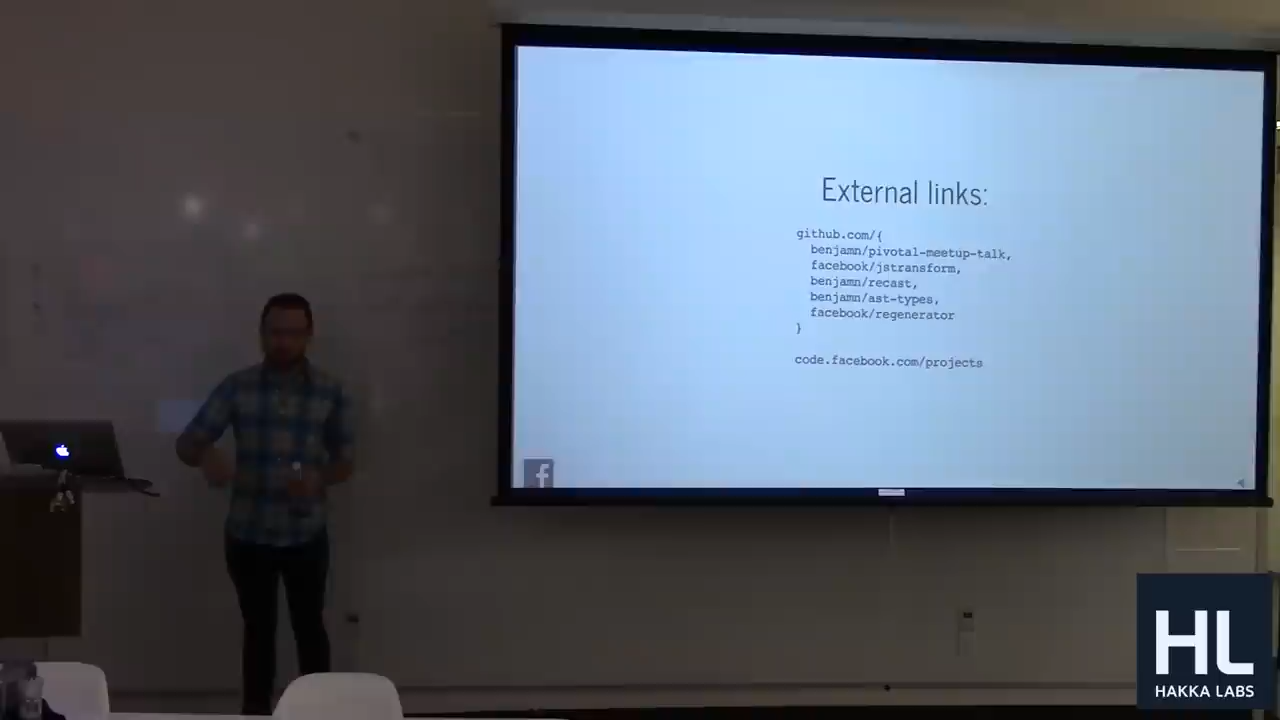 External links:
github.com/{
benjamn/pivotal-meetup-talk,
facebook/jstransform,
benjamn/recast,
benjamn/ast-types,
facebook/regenerator
}
code.facebook.com/projects
f
HL
HAKKA LABS